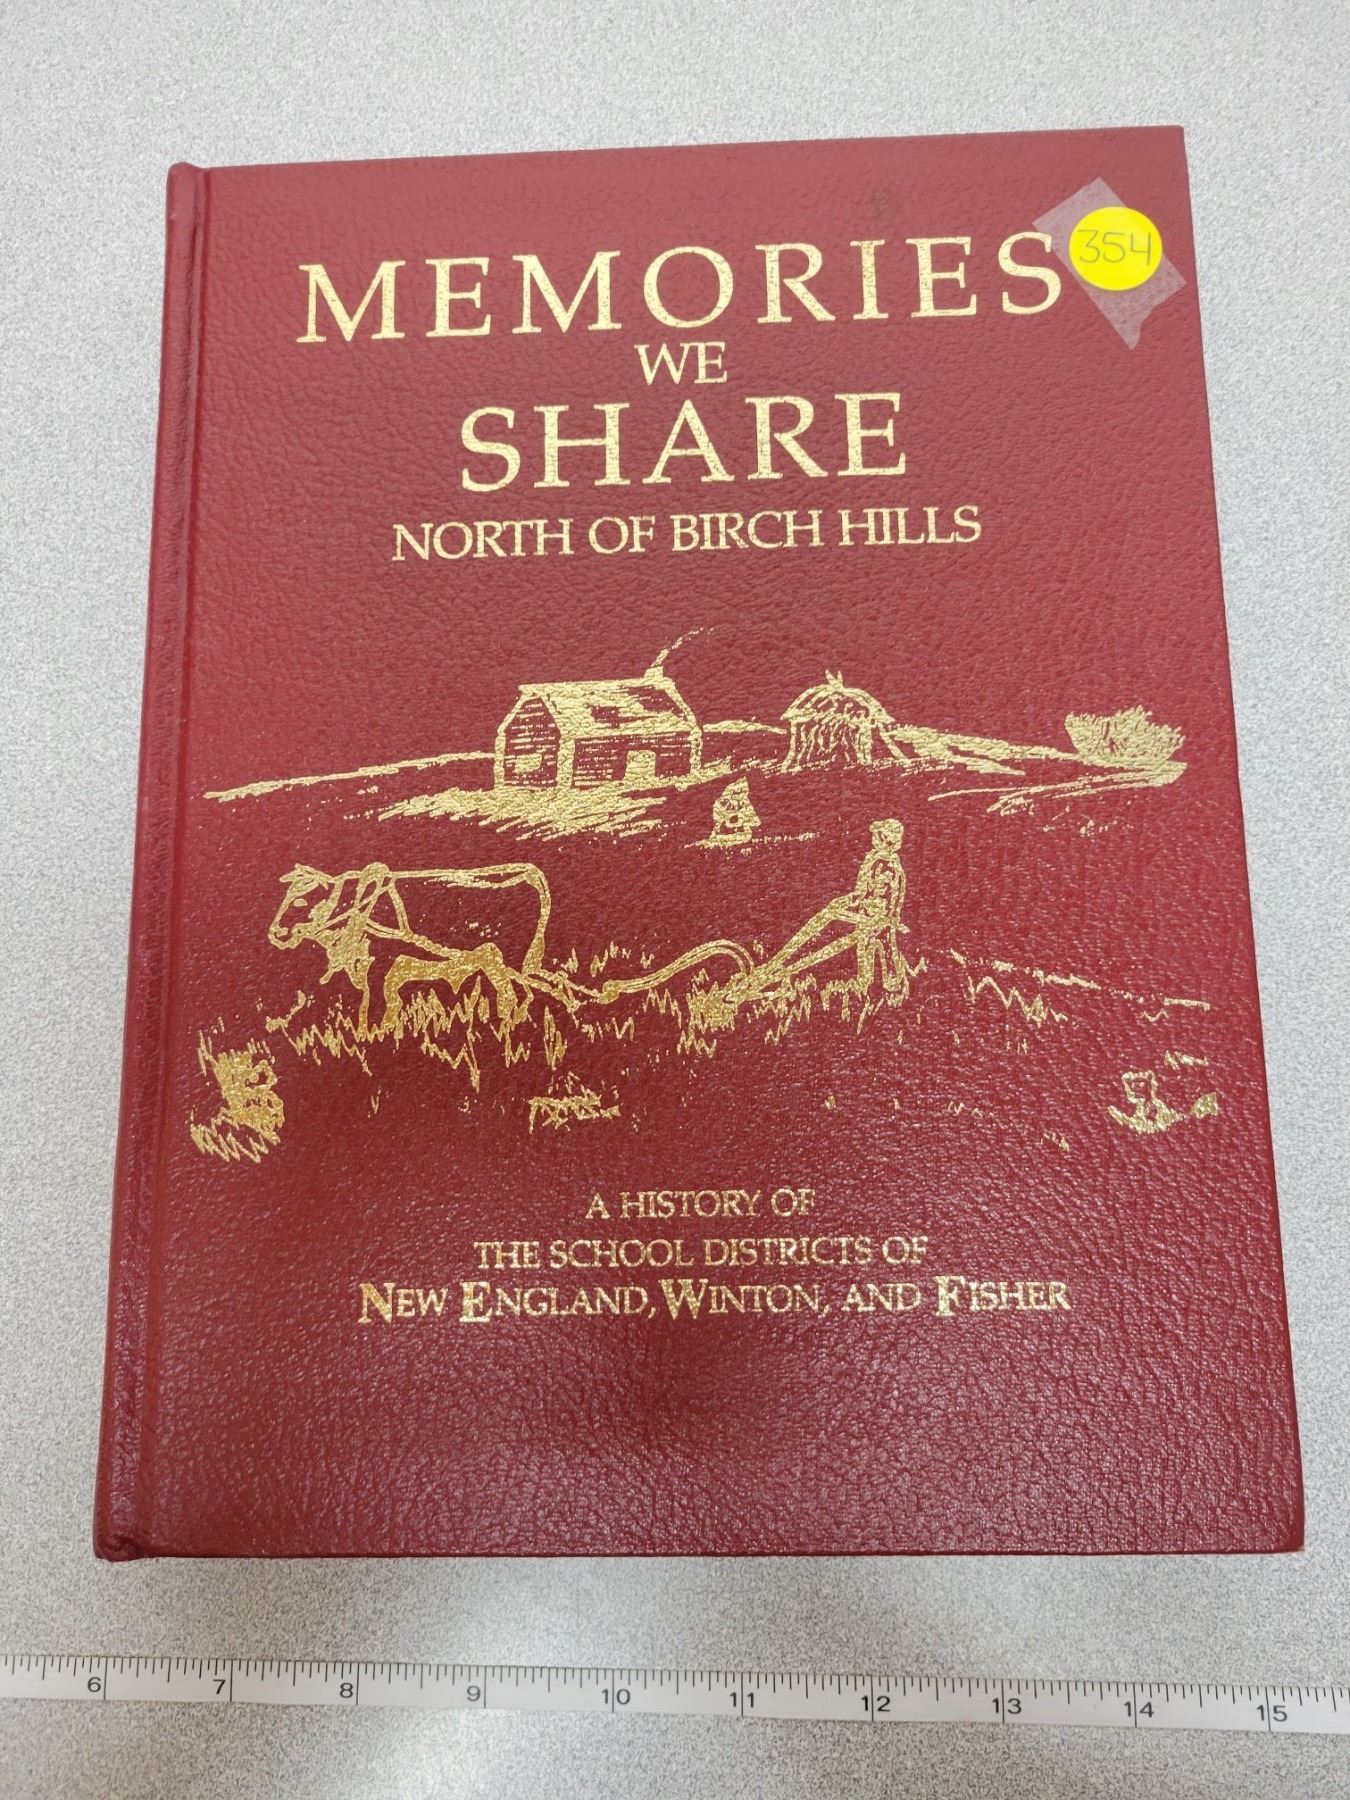 MEMORIES
354
WE
SHARE
NORTH OF BIRCH HILLS
A HISTORY OF
THE SCHOOL DISTRICTS OF
NEW ENGLAND, WINTON, AND FISHER
6 7 8 9 10 11 12 13 14 15